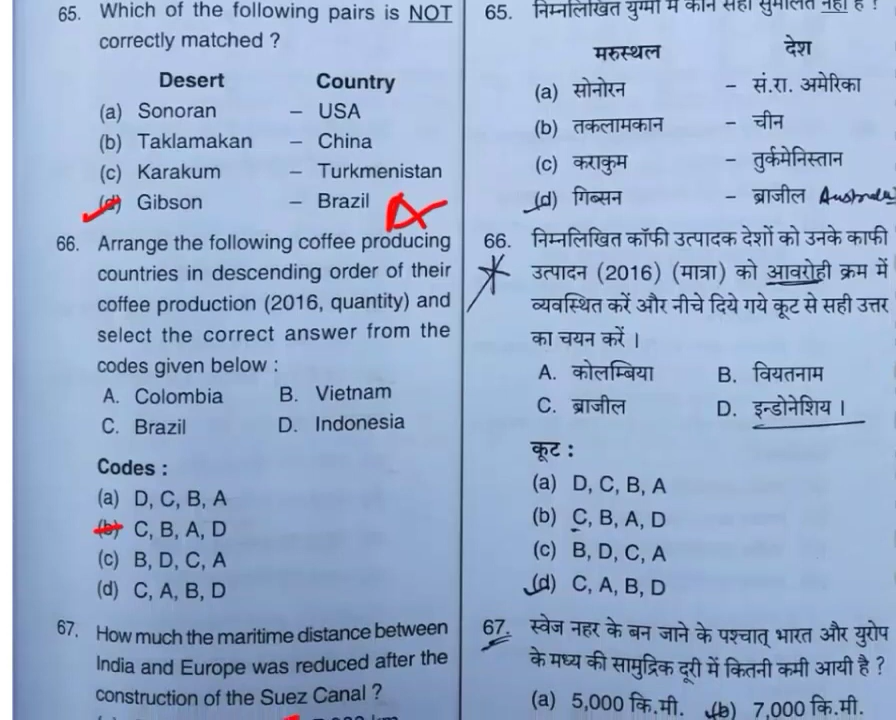 65. Which of the following pairs is NOT
correctly matched ?
Desert Country
(a) Sonoran – USA
(b) Taklamakan – China
(c) Karakum – Turkmenistan
(d) Gibson – Brazil
66. Arrange the following coffee producing
countries in descending order of their
coffee production (2016, quantity) and
select the correct answer from the
codes given below :
A. Colombia B. Vietnam
C. Brazil D. Indonesia
Codes :
(a) D, C, B, A
(b) C, B, A, D
(c) B, D, C, A
(d) C, A, B, D
67. How much the maritime distance between
India and Europe was reduced after the
construction of the Suez Canal ?
65. निम्नलिखित युग्मों में कौन सही सुमेलित नहीं है ?
मरुस्थल देश
(a) सोनोरन – सं.रा. अमेरिका
(b) तकलामकान – चीन
(c) कराकुम – तुर्कमेनिस्तान
(d) गिब्सन – ब्राजील
66. निम्नलिखित कॉफी उत्पादक देशों को उनके काफी
उत्पादन (2016) (मात्रा) को आवरोही क्रम में
व्यवस्थित करें और नीचे दिये गये कूट से सही उत्तर
का चयन करें ।
A. कोलम्बिया B. वियतनाम
C. ब्राजील D. इन्डोनेशिय ।
कूट :
(a) D, C, B, A
(b) C, B, A, D
(c) B, D, C, A
(d) C, A, B, D
67. स्वेज नहर के बन जाने के पश्चात् भारत और युरोप
के मध्य की सामुद्रिक दूरी में कितनी कमी आयी है ?
(a) 5,000 कि.मी. (b) 7,000 कि.मी.